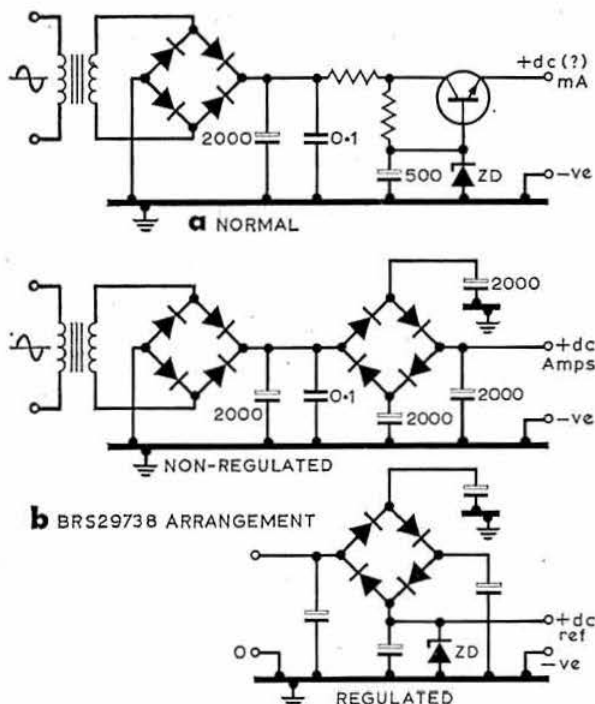 +dc(?)
mA
2000
0·1
500
ZD
-ve
a NORMAL
2000
+dc
Amps
2000
0·1
2000
2000
-ve
NON-REGULATED
b BRS29738 ARRANGEMENT
+dc
ref
0
ZD
-ve
REGULATED